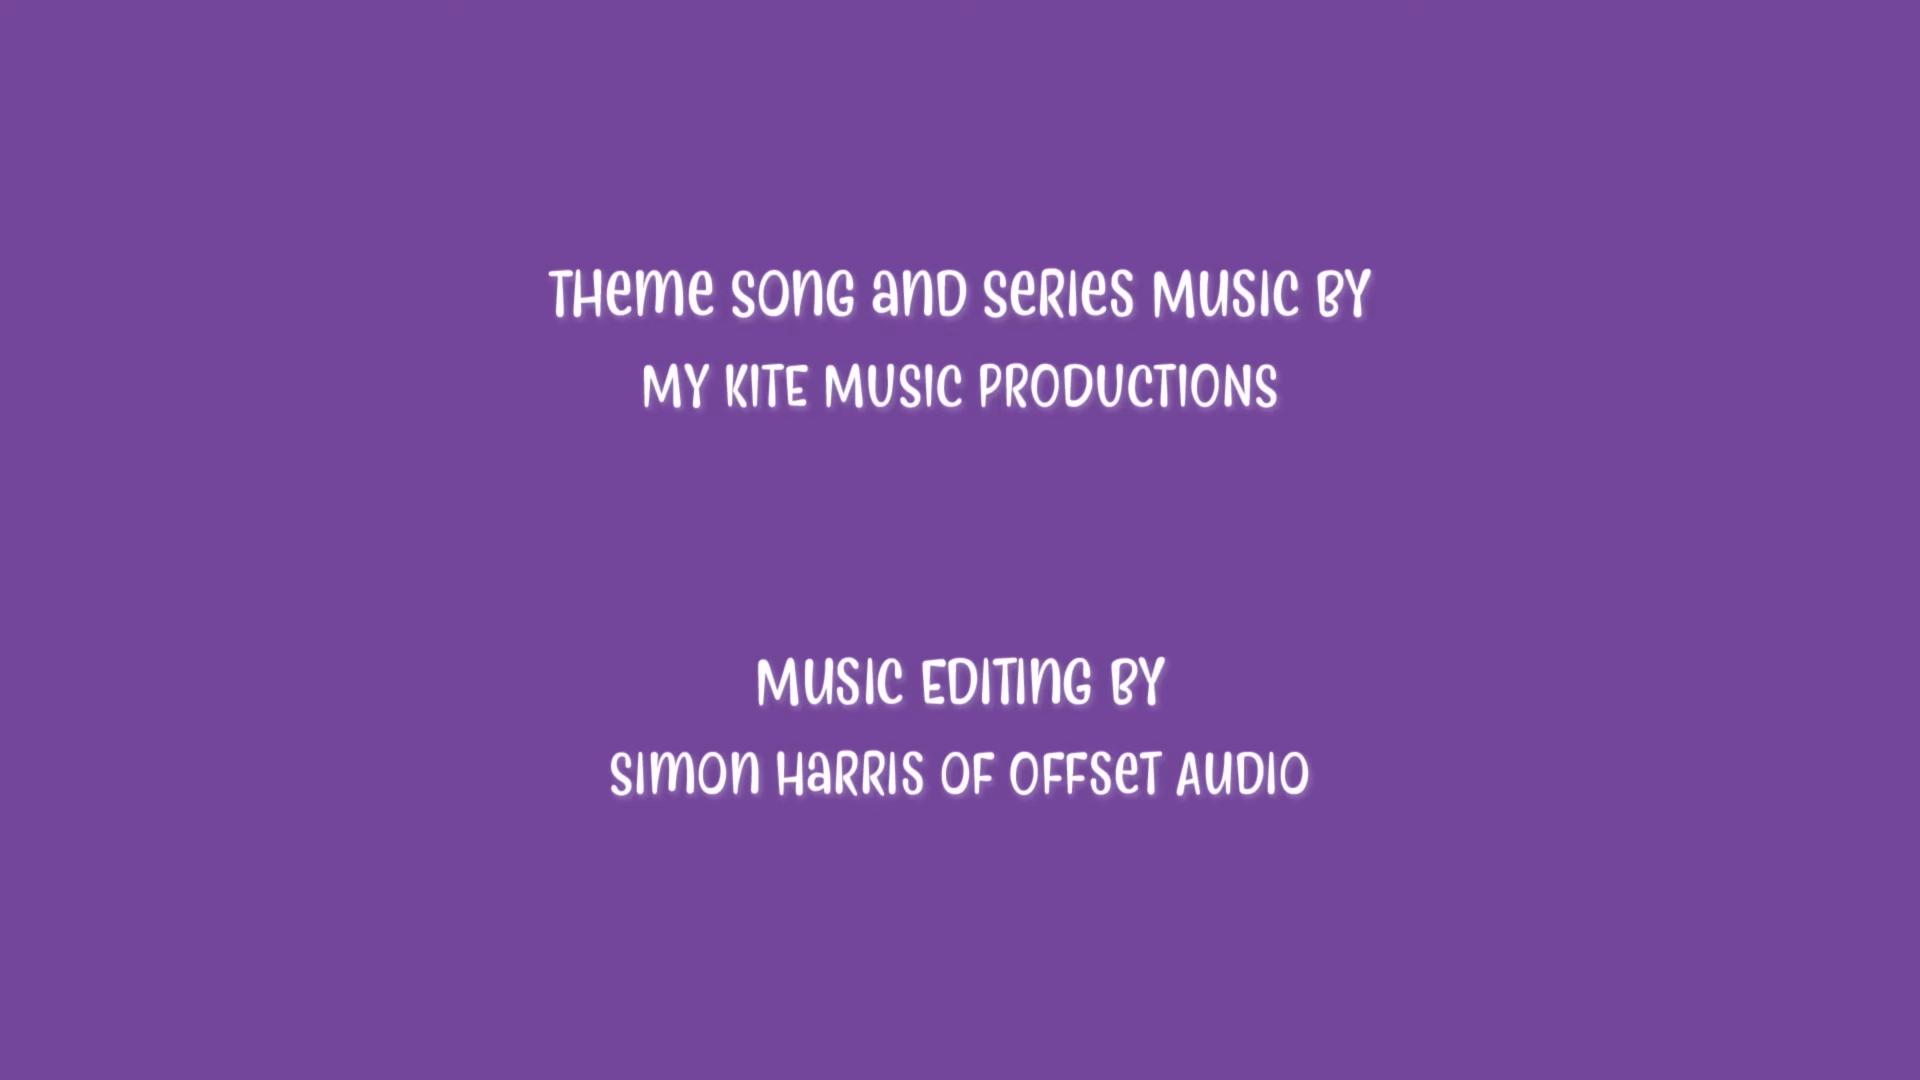 THeme SOnG anD SeRIes MUSIC BY
MY KITE MUSIC PRODUCTIONS
MUSIC EDITInG BY
SImOn HaRRIS OF OFFSeT AUDIO